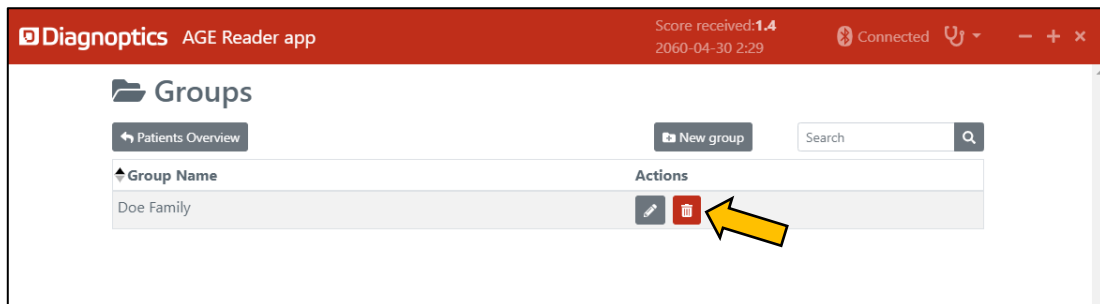 Diagnoptics AGE Reader app
Score received:1.4
2060-04-30 2:29
Connected
Groups
Patients Overview
New group
Search
Group Name
Actions
Doe Family